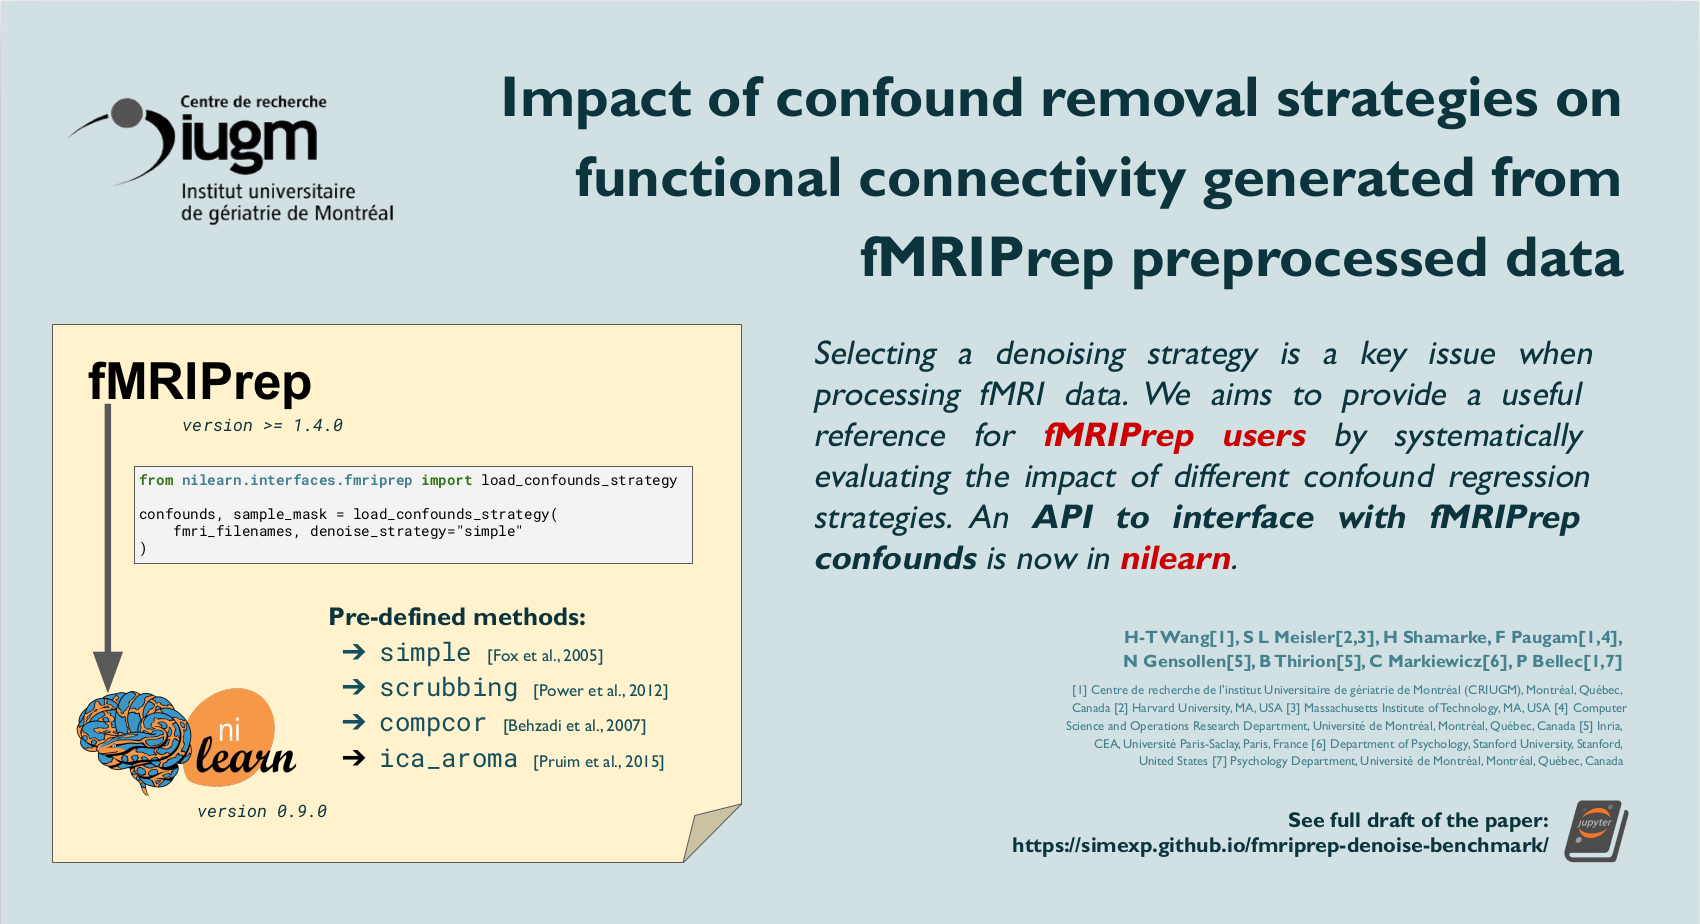 Centre de recherche
iugm
Institut universitaire
de gériatrie de Montréal
Impact of confound removal strategies on
functional connectivity generated from
fMRIPrep preprocessed data
fMRIPrep
version >= 1.4.0
from nilearn.interfaces.fmriprep import load_confounds_strategy
confounds, sample_mask = load_confounds_strategy(
fmri_filenames, denoise_strategy="simple"
)
Pre-defined methods:
➔ simple [Fox et al., 2005]
➔ scrubbing [Power et al., 2012]
➔ compcor [Behzadi et al., 2007]
➔ ica_aroma [Pruim et al., 2015]
ni
learn
version 0.9.0
Selecting a denoising strategy is a key issue when
processing fMRI data. We aims to provide a useful
reference for fMRIPrep users by systematically
evaluating the impact of different confound regression
strategies. An API to interface with fMRIPrep
confounds is now in nilearn.
H-T Wang[1], S L Meisler[2,3], H Shamarke, F Paugam[1,4],
N Gensollen[5], B Thirion[5], C Markiewicz[6], P Bellec[1,7]
[1] Centre de recherche de l'institut Universitaire de gériatrie de Montréal (CRIUGM), Montréal, Québec,
Canada [2] Harvard University, MA, USA [3] Massachusetts Institute of Technology, MA, USA [4] Computer
Science and Operations Research Department, Université de Montréal, Montréal, Québec, Canada [5] Inria,
CEA, Université Paris-Saclay, Paris, France [6] Department of Psychology, Stanford University, Stanford,
United States [7] Psychology Department, Université de Montréal, Montréal, Québec, Canada
See full draft of the paper:
https://simexp.github.io/fmriprep-denoise-benchmark/
jupyter